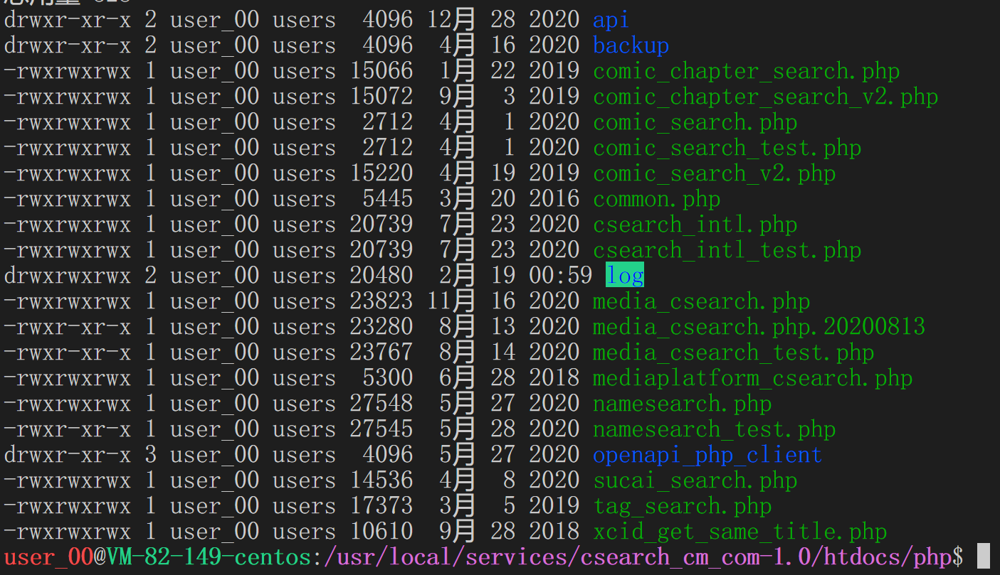 drwxr-xr-x 2 user_00 users  4096 12月 28 2020 api
drwxr-xr-x 2 user_00 users  4096  4月 16 2020 backup
-rwxrwxrwx 1 user_00 users 15066  1月 22 2019 comic_chapter_search.php
-rwxrwxrwx 1 user_00 users 15072  9月  3 2019 comic_chapter_search_v2.php
-rwxrwxrwx 1 user_00 users  2712  4月  1 2020 comic_search.php
-rwxrwxrwx 1 user_00 users  2712  4月  1 2020 comic_search_test.php
-rwxrwxrwx 1 user_00 users 15220  4月 19 2019 comic_search_v2.php
-rwxrwxrwx 1 user_00 users  5445  3月 20 2016 common.php
-rwxrwxrwx 1 user_00 users 20739  7月 23 2020 csearch_intl.php
-rwxrwxrwx 1 user_00 users 20739  7月 23 2020 csearch_intl_test.php
drwxrwxrwx 2 user_00 users 20480  2月 19 00:59 log
-rwxrwxrwx 1 user_00 users 23823 11月 16 2020 media_csearch.php
-rwxr-xr-x 1 user_00 users 23280  8月 13 2020 media_csearch.php.20200813
-rwxrwxrwx 1 user_00 users 23767  8月 14 2020 media_csearch_test.php
-rwxrwxrwx 1 user_00 users  5300  6月 28 2018 mediaplatform_csearch.php
-rwxrwxrwx 1 user_00 users 27548  5月 27 2020 namesearch.php
-rwxr-xr-x 1 user_00 users 27545  5月 28 2020 namesearch_test.php
drwxr-xr-x 3 user_00 users  4096  5月 27 2020 openapi_php_client
-rwxrwxrwx 1 user_00 users 14536  4月  8 2020 sucai_search.php
-rwxrwxrwx 1 user_00 users 17373  3月  5 2019 tag_search.php
-rwxrwxrwx 1 user_00 users 10610  9月 28 2018 xcid_get_same_title.php
user_00@VM-82-149-centos:/usr/local/services/csearch_cm_com-1.0/htdocs/php$